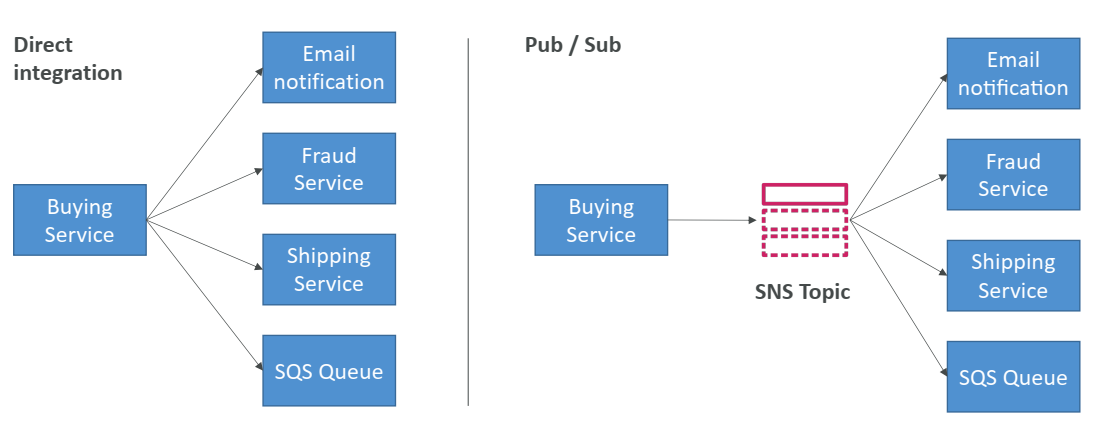 Direct
integration
Email
notification
Fraud
Service
Buying
Service
Shipping
Service
SQS Queue
Pub / Sub
Buying
Service
SNS Topic
Email
notification
Fraud
Service
Shipping
Service
SQS Queue